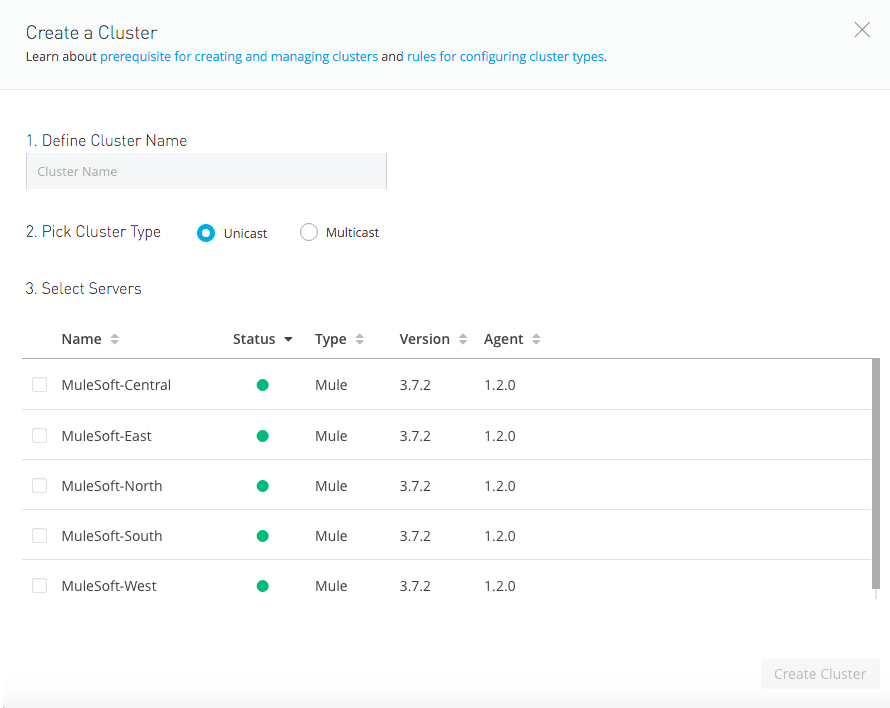 Create a Cluster
Learn about prerequisite for creating and managing clusters and rules for configuring cluster types.
1. Define Cluster Name
Cluster Name
2. Pick Cluster Type Unicast Multicast
3. Select Servers
Name Status Type Version Agent
MuleSoft-Central Mule 3.7.2 1.2.0
MuleSoft-East Mule 3.7.2 1.2.0
MuleSoft-North Mule 3.7.2 1.2.0
MuleSoft-South Mule 3.7.2 1.2.0
MuleSoft-West Mule 3.7.2 1.2.0
Create Cluster